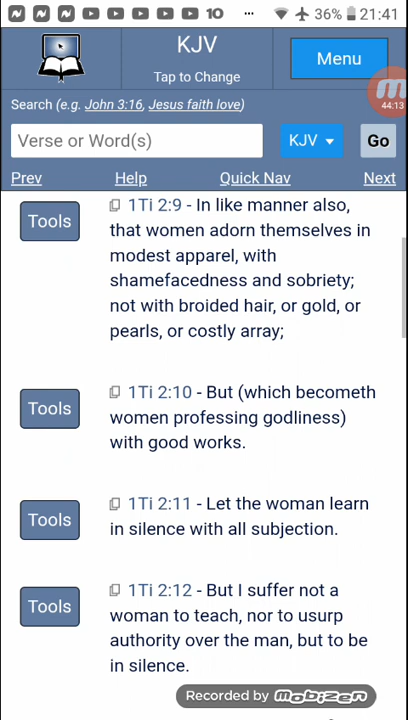 10 ... 36% 21:41
KJV
Tap to Change
Menu
44:13
Search (e.g. John 3:16, Jesus faith love)
Verse or Word(s)
KJV
Go
Prev Help Quick Nav Next
Tools
1Ti 2:9 - In like manner also,
that women adorn themselves in
modest apparel, with
shamefacedness and sobriety;
not with broided hair, or gold, or
pearls, or costly array;
Tools
1Ti 2:10 - But (which becometh
women professing godliness)
with good works.
Tools
1Ti 2:11 - Let the woman learn
in silence with all subjection.
Tools
1Ti 2:12 - But I suffer not a
woman to teach, nor to usurp
authority over the man, but to be
in silence.
Recorded by mobizen